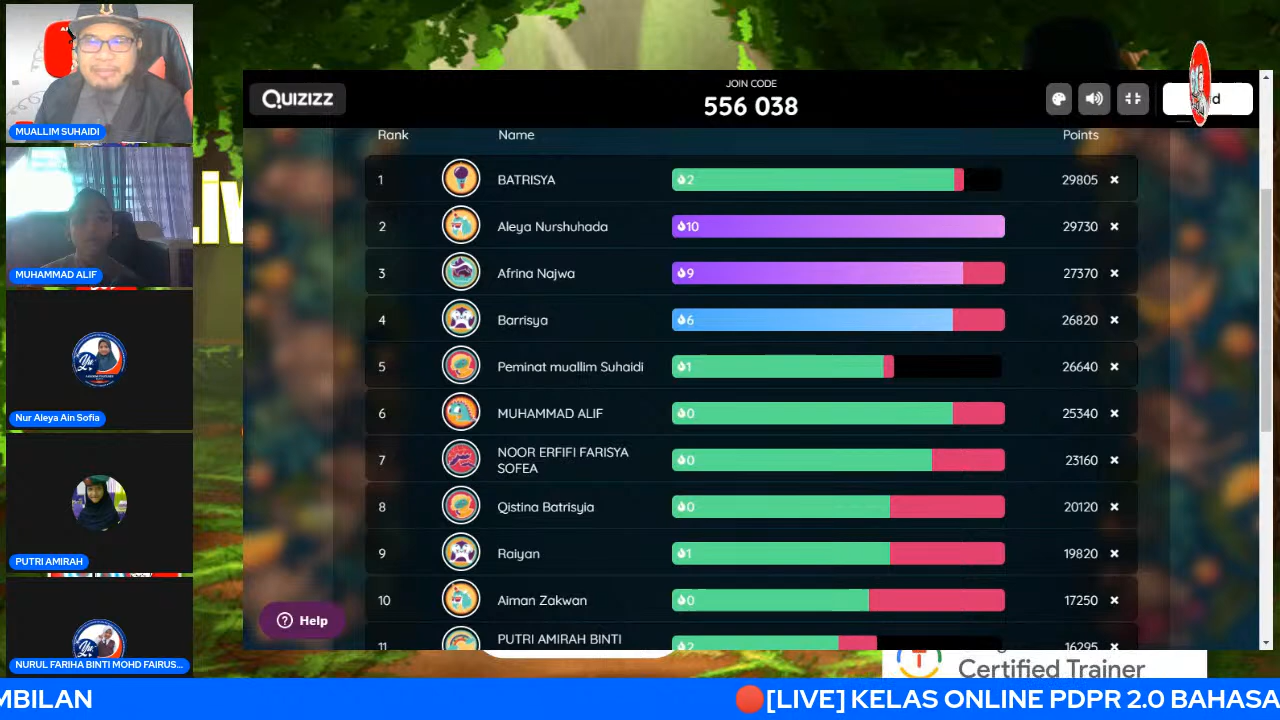 MUALLIM SUHAIDI
MUHAMMAD ALIF
Nur Aleya Ain Sofia
PUTRI AMIRAH
NURUL FARIHA BINTI MOHD FAIRUS...
Quizizz
JOIN CODE
556 038
Rank Name Points
1 BATRISYA 2 29805
2 Aleya Nurshuhada 10 29730
3 Afrina Najwa 9 27370
4 Barrisya 6 26820
5 Peminat muallim Suhaidi 1 26640
6 MUHAMMAD ALIF 0 25340
7 NOOR ERFIFI FARISYA
SOFEA 0 23160
8 Qistina Batrisyia 0 20120
9 Raiyan 1 19820
10 Aiman Zakwan 0 17250
11 PUTRI AMIRAH BINTI 2 16295
Help
Certified Trainer
MBILAN
[LIVE] KELAS ONLINE PDPR 2.0 BAHASA